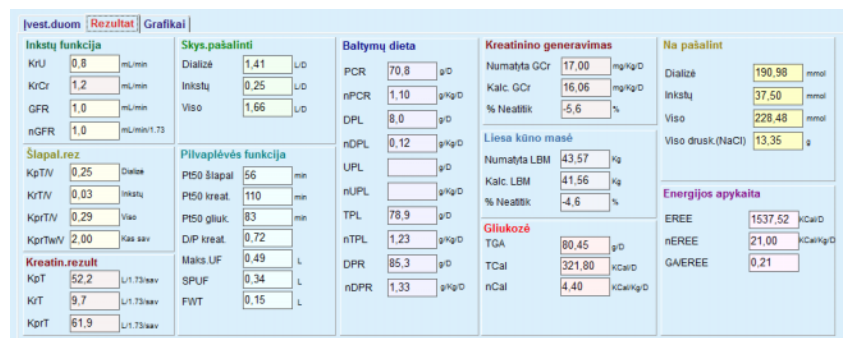 Įvest.duom Rezultat Grafikai
Inkstų funkcija
KrU 0,8 mL/min
KrCr 1,2 mL/min
GFR 1,0 mL/min
nGFR 1,0 mL/min/1.73
Šlapal.rez
KpT/V 0,25 Dializė
KrT/V 0,03 Inkstų
KprT/V 0,29 Viso
KprTw/V 2,00 Kas sav
Kreatin.rezult
KpT 52,2 L/1.73/sav
KrT 9,7 L/1.73/sav
KprT 61,9 L/1.73/sav
Skys.pašalinti
Dializė 1,41 L/D
Inkstų 0,25 L/D
Viso 1,66 L/D
Pilvaplėvės funkcija
Pt50 šlapal 56 min
Pt50 kreat. 110 min
Pt50 gliuk. 83 min
D/P kreat. 0,72
Maks.UF 0,49 L
SPUF 0,34 L
FWT 0,15 L
Baltymų dieta
PCR 70,8 g/D
nPCR 1,10 g/Kg/D
DPL 8,0 g/D
nDPL 0,12 g/Kg/D
UPL g/D
nUPL g/Kg/D
TPL 78,9 g/D
nTPL 1,23 g/Kg/D
DPR 85,3 g/D
nDPR 1,33 g/Kg/D
Kreatinino generavimas
Numatyta GCr 17,00 mg/Kg/D
Kalc. GCr 16,06 mg/Kg/D
% Neatitik -5,6 %
Liesa kūno masė
Numatyta LBM 43,57 Kg
Kalc. LBM 41,56 Kg
% Neatitik -4,6 %
Gliukozė
TGA 80,45 g/D
TCal 321,80 KCal/D
nCal 4,40 KCal/Kg/D
Na pašalint
Dializė 190,98 mmol
Inkstų 37,50 mmol
Viso 228,48 mmol
Viso drusk.(NaCl) 13,35 g
Energijos apykaita
EREE 1537,52 KCal/D
nEREE 21,00 KCal/Kg/D
GA/EREE 0,21